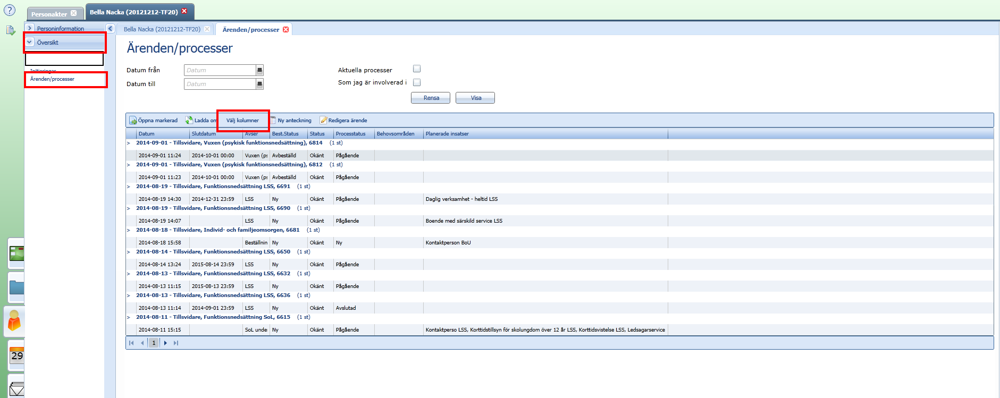 ?
Personakter
Bella Nacka (20121212-TF20)
Personinformation
Översikt
Initieringar
Ärenden/processer
Bella Nacka (20121212-TF20)
Ärenden/processer
Ärenden/processer
Datum från
Datum
Aktuella processer
Datum till
Datum
Som jag är involverad i
Rensa
Visa
Öppna markerad
Ladda om
Välj kolumner
Ny anteckning
Redigera ärende
Datum Slutdatum Avser Best.Status Status Processtatus Behovsområden Planerade insatser
> 2014-09-01 - Tillsvidare, Vuxen (psykisk funktionsnedsättning), 6814 (1 st)
2014-09-01 11:24 2014-10-01 00:00 Vuxen (ps Avbeställd Okänt Pågående
> 2014-09-01 - Tillsvidare, Vuxen (psykisk funktionsnedsättning), 6812 (1 st)
2014-09-01 11:23 2014-10-01 00:00 Vuxen (ps Avbeställd Okänt Pågående
> 2014-08-19 - Tillsvidare, Funktionsnedsättning LSS, 6691 (1 st)
2014-08-19 14:30 2014-12-31 23:59 LSS Ny Okänt Pågående Daglig verksamhet - heltid LSS
> 2014-08-19 - Tillsvidare, Funktionsnedsättning LSS, 6690 (1 st)
2014-08-19 14:07 LSS Ny Okänt Pågående Boende med särskild service LSS
> 2014-08-18 - Tillsvidare, Individ- och familjeomsorgen, 6681 (1 st)
2014-08-18 15:58 Beställnin Ny Okänt Ny Kontaktperson BoU
> 2014-08-14 - Tillsvidare, Funktionsnedsättning LSS, 6650 (1 st)
2014-08-14 13:24 2015-08-14 23:59 LSS Ny Okänt Pågående
> 2014-08-13 - Tillsvidare, Funktionsnedsättning LSS, 6632 (1 st)
2014-08-13 11:15 2015-08-13 23:59 LSS Ny Okänt Pågående
> 2014-08-13 - Tillsvidare, Funktionsnedsättning LSS, 6636 (1 st)
2014-08-13 11:14 2014-09-01 23:59 LSS Ny Okänt Avslutad
> 2014-08-11 - Tillsvidare, Funktionsnedsättning SoL, 6615 (1 st)
2014-08-11 15:15 SoL unde Ny Okänt Pågående Kontaktperso LSS, Korttidstillsyn för skolungdom över 12 år LSS, Korttidsvistelse LSS, Ledsagarservice
1
29